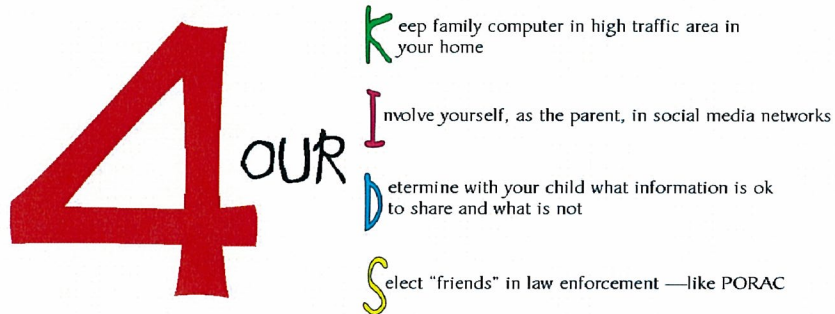 4 OUR
Keep family computer in high traffic area in
your home
Involve yourself, as the parent, in social media networks
Determine with your child what information is ok
to share and what is not
Select “friends” in law enforcement —like PORAC